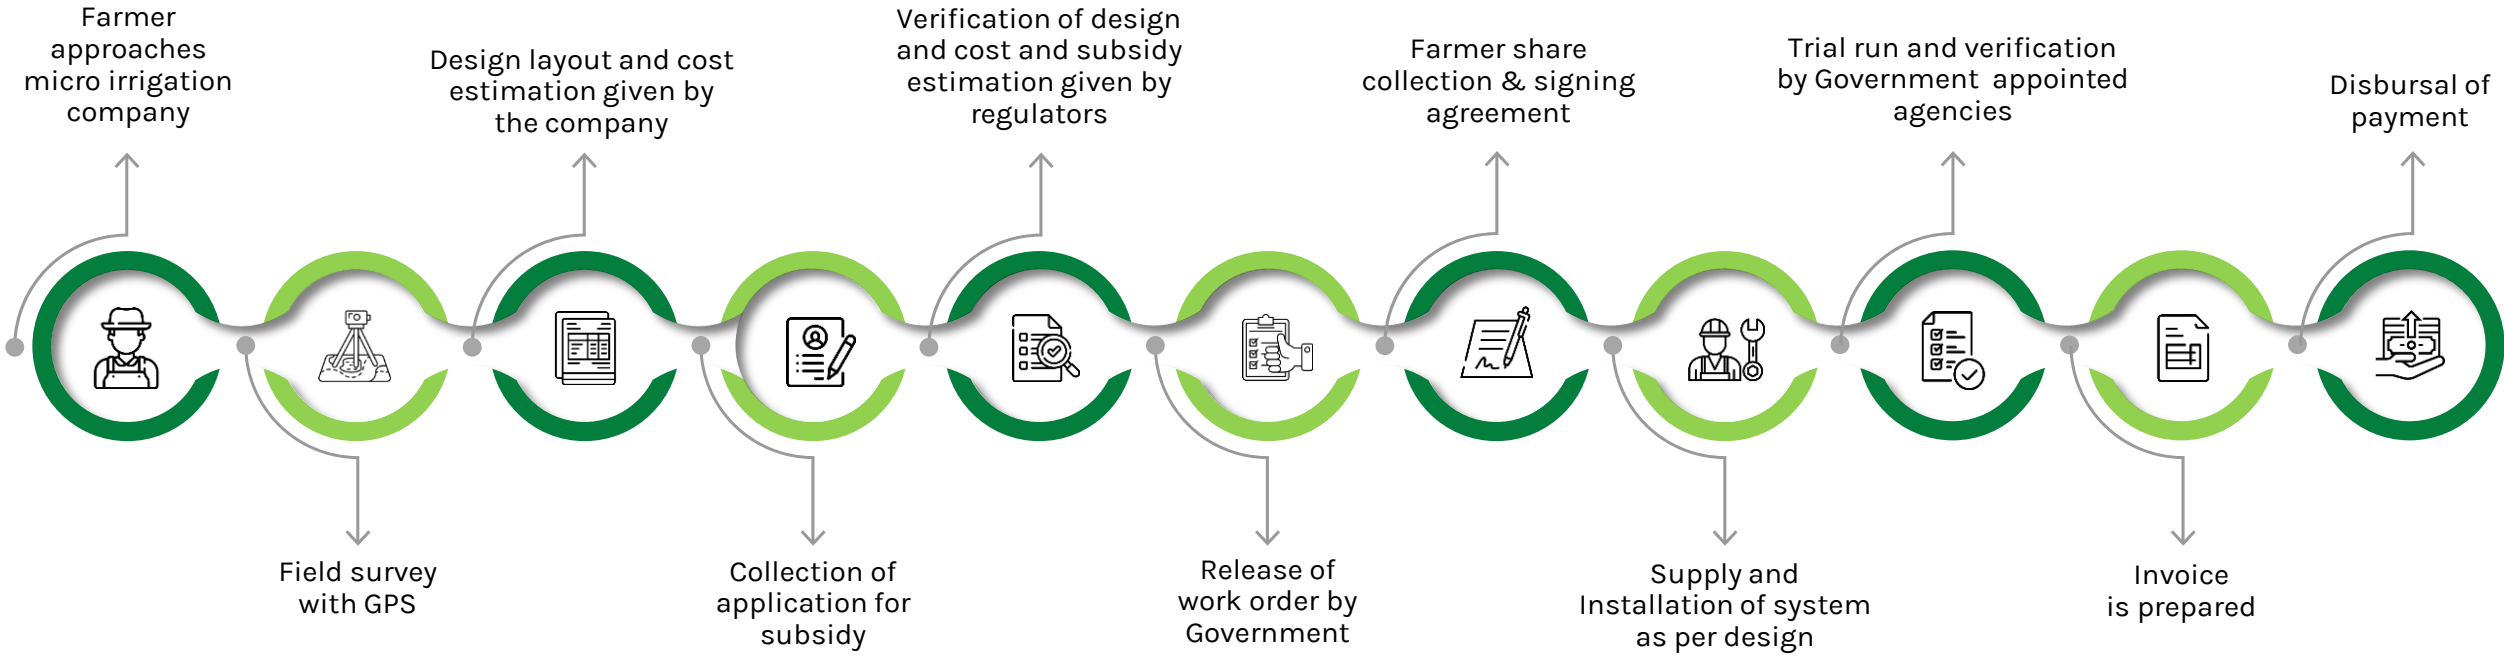 Farmer
approaches
micro irrigation
company
Field survey
with GPS
Design layout and cost
estimation given by
the company
Collection of
application for
subsidy
Verification of design
and cost and subsidy
estimation given by
regulators
Release of
work order by
Government
Farmer share
collection & signing
agreement
Supply and
Installation of system
as per design
Trial run and verification
by Government appointed
agencies
Invoice
is prepared
Disbursal of
payment